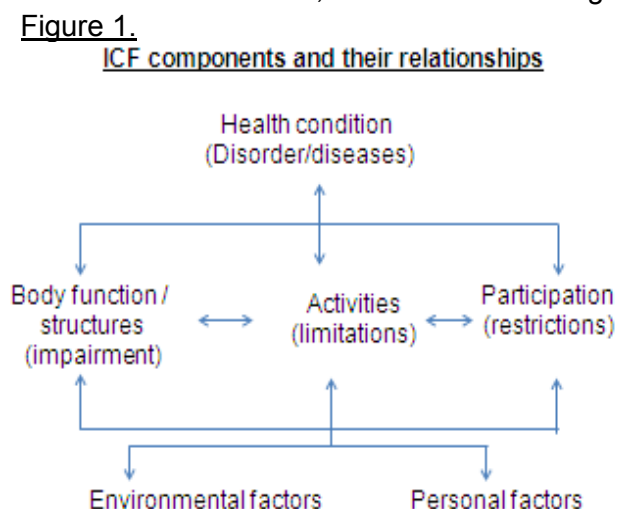 Figure 1.
ICF components and their relationships
Health condition
(Disorder/diseases)
Body function /
structures
(impairment)
Activities
(limitations)
Participation
(restrictions)
Environmental factors
Personal factors